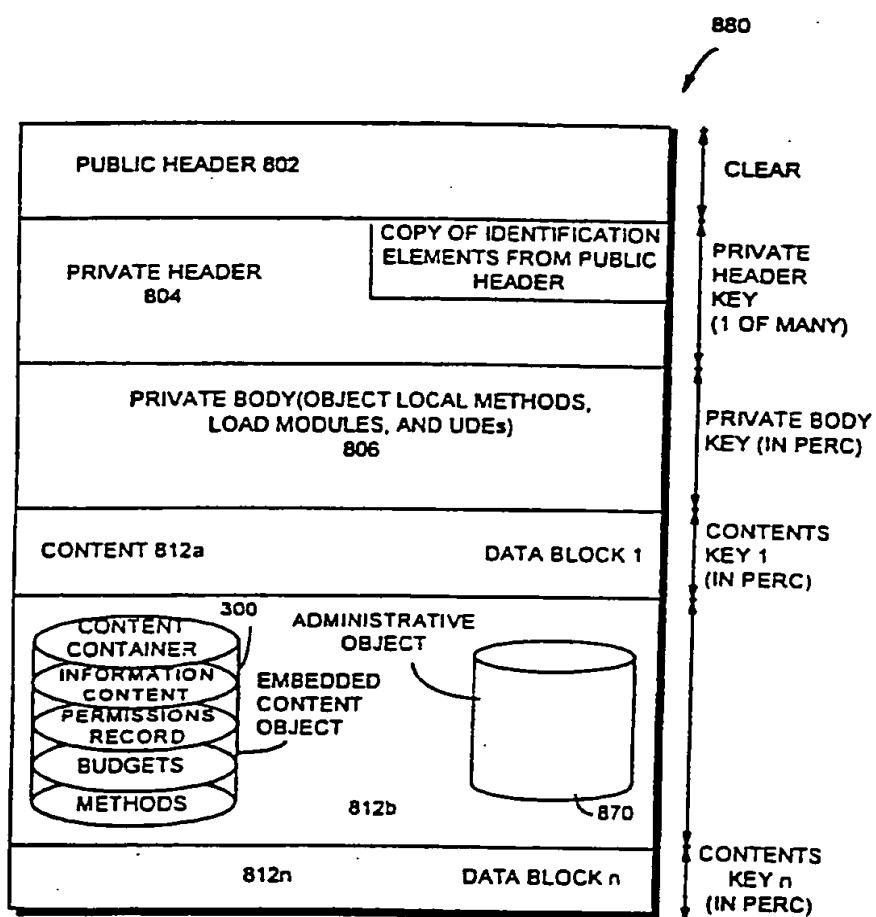 880
PUBLIC HEADER 802
CLEAR
COPY OF IDENTIFICATION
ELEMENTS FROM PUBLIC
HEADER
PRIVATE HEADER
804
PRIVATE
HEADER
KEY
(1 OF MANY)
PRIVATE BODY(OBJECT LOCAL METHODS,
LOAD MODULES, AND UDEs)
806
PRIVATE BODY
KEY (IN PERC)
CONTENT 812a
DATA BLOCK 1
CONTENTS
KEY 1
(IN PERC)
300
CONTENT
CONTAINER
INFORMATION
CONTENT
PERMISSIONS
RECORD
BUDGETS
METHODS
EMBEDDED
CONTENT
OBJECT
ADMINISTRATIVE
OBJECT
812b
870
812n
DATA BLOCK n
CONTENTS
KEY n
(IN PERC)